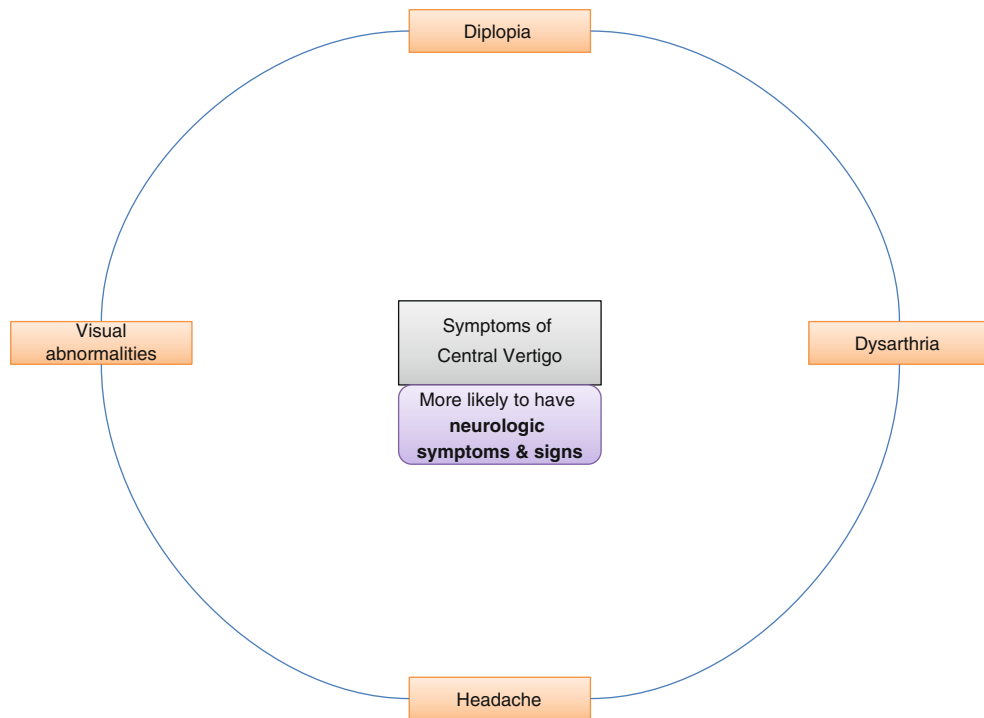 Diplopia
Visual
abnormalities
Symptoms of
Central Vertigo
More likely to have
neurologic
symptoms & signs
Dysarthria
Headache